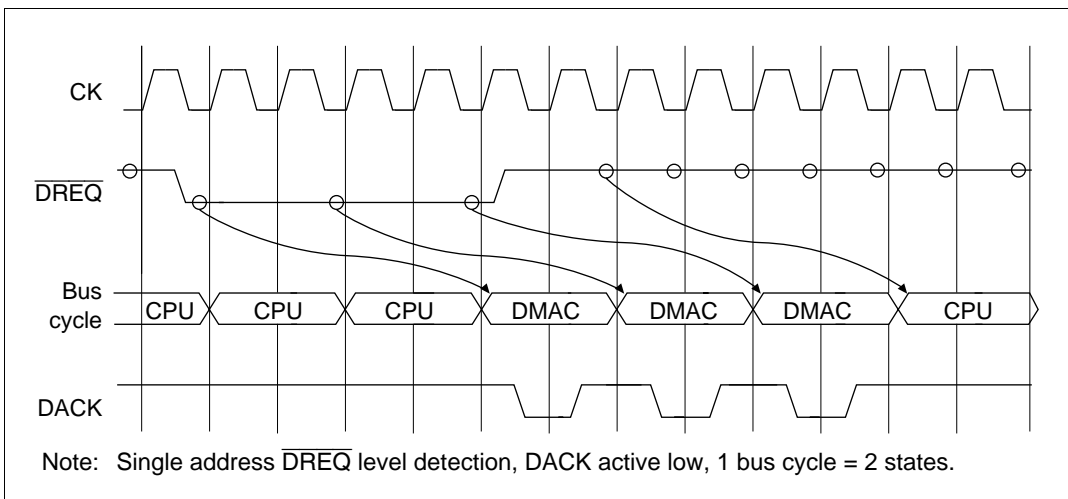 CK
DREQ
Bus
cycle
CPU CPU CPU DMAC DMAC DMAC CPU
DACK
Note: Single address DREQ level detection, DACK active low, 1 bus cycle = 2 states.